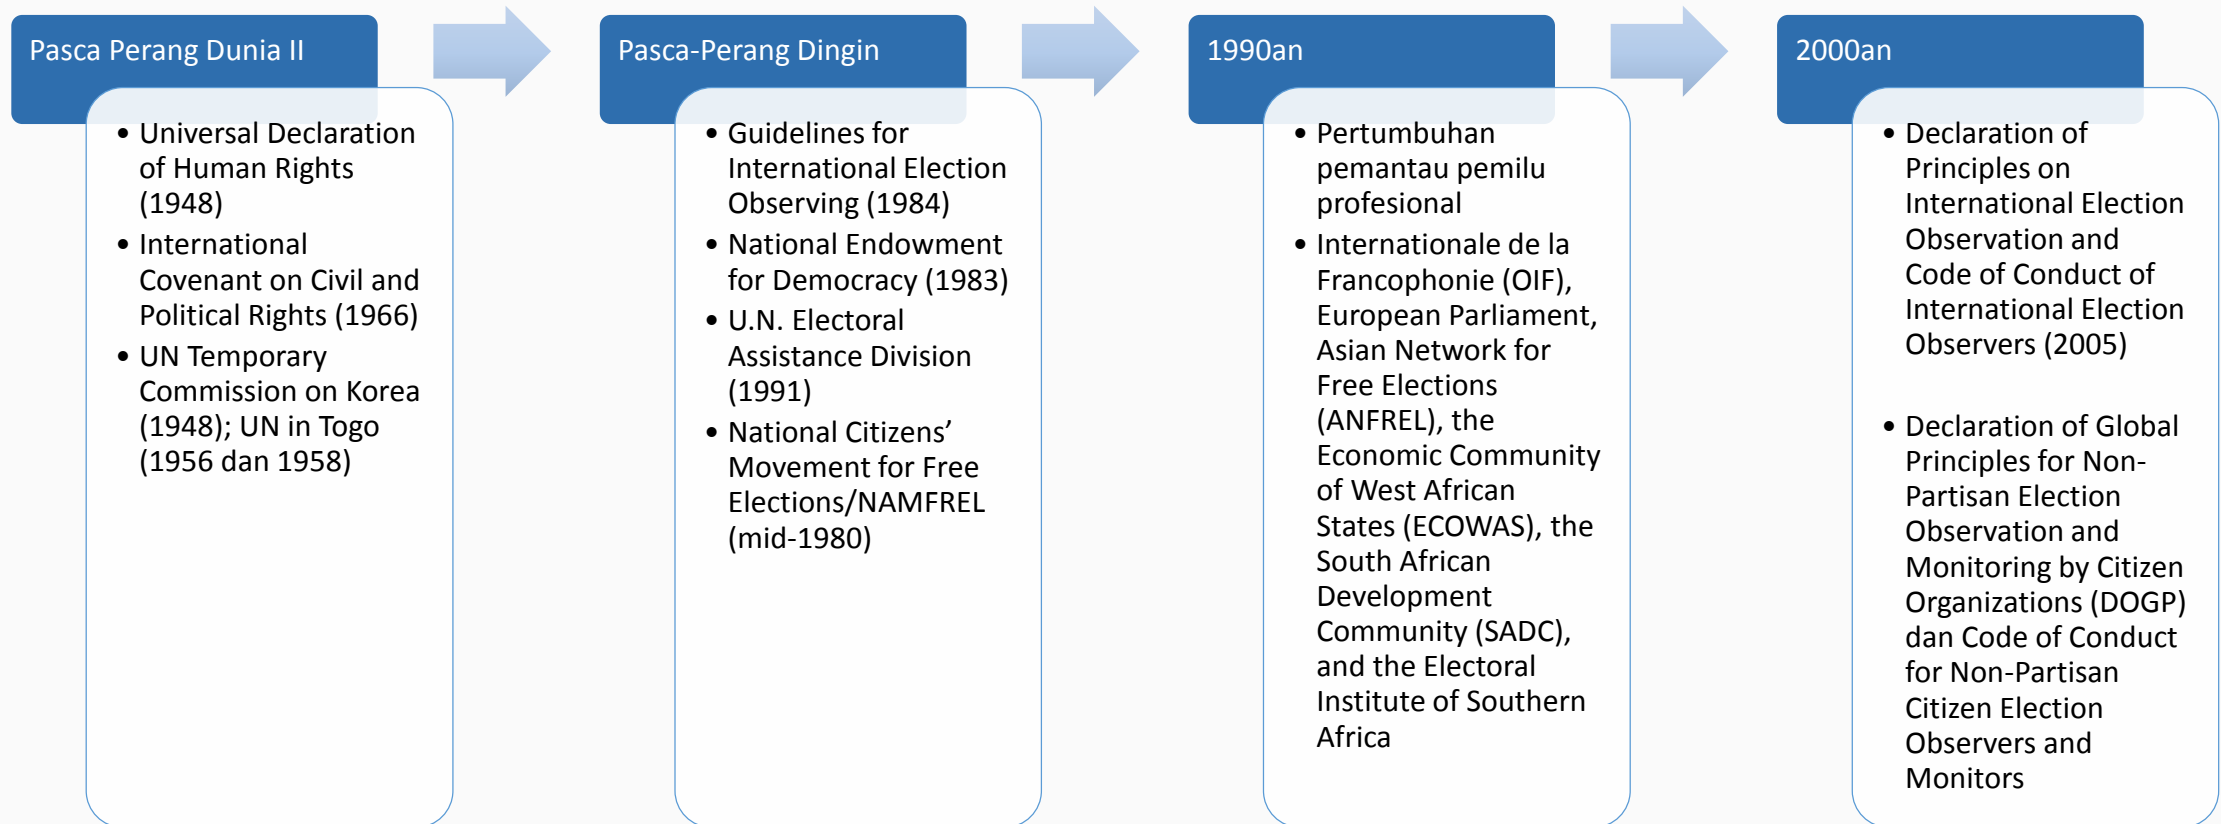 Pasca Perang Dunia II
• Universal Declaration
of Human Rights
(1948)
• International
Covenant on Civil and
Political Rights (1966)
• UN Temporary
Commission on Korea
(1948); UN in Togo
(1956 dan 1958)
Pasca-Perang Dingin
• Guidelines for
International Election
Observing (1984)
• National Endowment
for Democracy (1983)
• U.N. Electoral
Assistance Division
(1991)
• National Citizens’
Movement for Free
Elections/NAMFREL
(mid-1980)
1990an
• Pertumbuhan
pemantau pemilu
profesional
• Internationale de la
Francophonie (OIF),
European Parliament,
Asian Network for
Free Elections
(ANFREL), the
Economic Community
of West African
States (ECOWAS), the
South African
Development
Community (SADC),
and the Electoral
Institute of Southern
Africa
2000an
• Declaration of
Principles on
International Election
Observation and
Code of Conduct of
International Election
Observers (2005)
• Declaration of Global
Principles for Non-
Partisan Election
Observation and
Monitoring by Citizen
Organizations (DOGP)
dan Code of Conduct
for Non-Partisan
Citizen Election
Observers and
Monitors